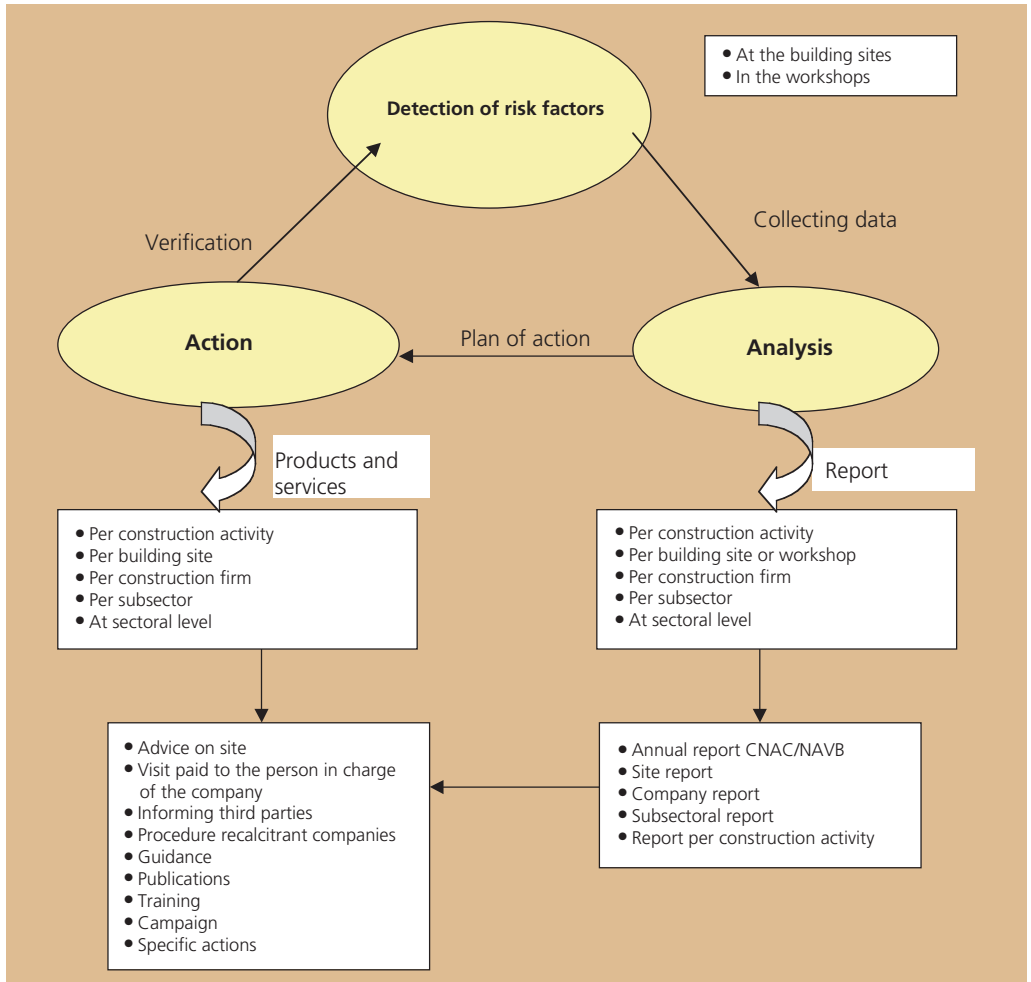 • At the building sites
• In the workshops
Detection of risk factors
Verification
Collecting data
Action
Plan of action
Analysis
Products and
services
Report
• Per construction activity
• Per building site
• Per construction firm
• Per subsector
• At sectoral level
• Per construction activity
• Per building site or workshop
• Per construction firm
• Per subsector
• At sectoral level
• Advice on site
• Visit paid to the person in charge
of the company
• Informing third parties
• Procedure recalcitrant companies
• Guidance
• Publications
• Training
• Campaign
• Specific actions
• Annual report CNAC/NAVB
• Site report
• Company report
• Subsectoral report
• Report per construction activity